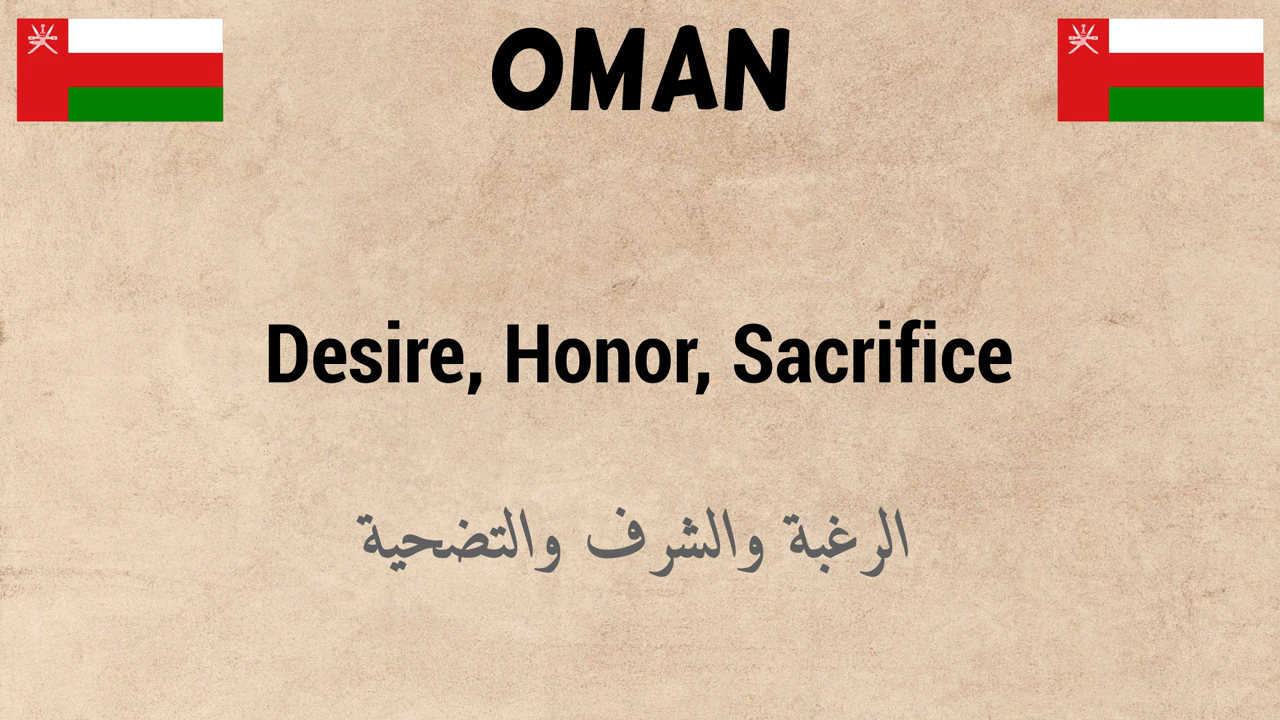 OMAN
Desire, Honor, Sacrifice
الرغبة والشرف والتضحية